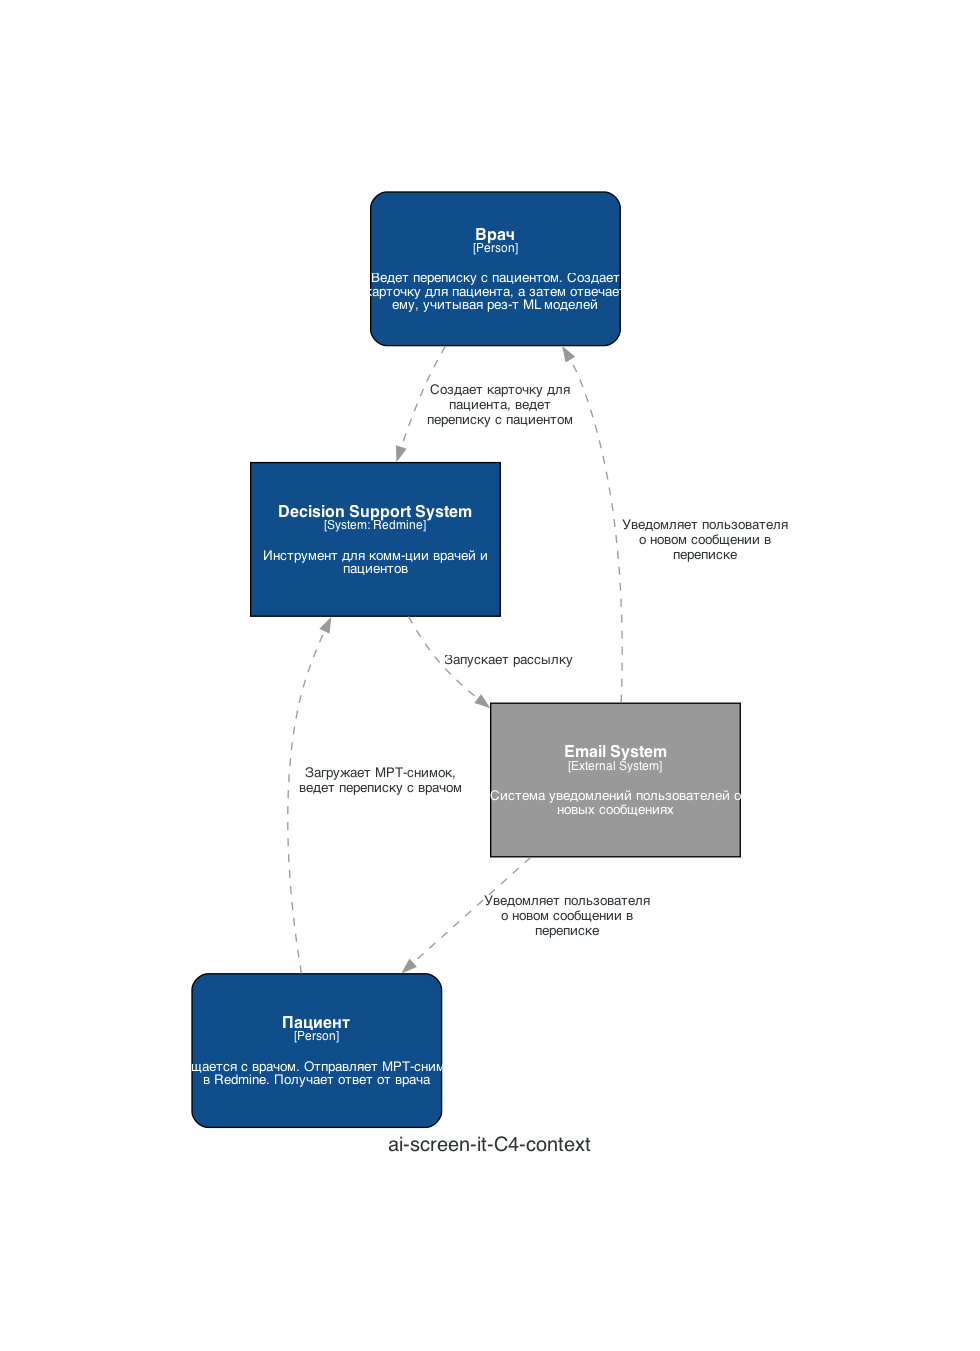 Врач
[Person]
Ведет переписку с пациентом. Создает
карточку для пациента, а затем отвечает
ему, учитывая рез-т ML моделей
Создает карточку для
пациента, ведет
переписку с пациентом
Decision Support System
[System: Redmine]
Инструмент для комм-ции врачей и
пациентов
Уведомляет пользователя
о новом сообщении в
переписке
Запускает рассылку
Email System
[External System]
Система уведомлений пользователей о
новых сообщениях
Загружает МРТ-снимок,
ведет переписку с врачом
Уведомляет пользователя
о новом сообщении в
переписке
Пациент
[Person]
с врачом. Отправляет
в Redmine. Получает ответ от врача
ai-screen-it-C4-context